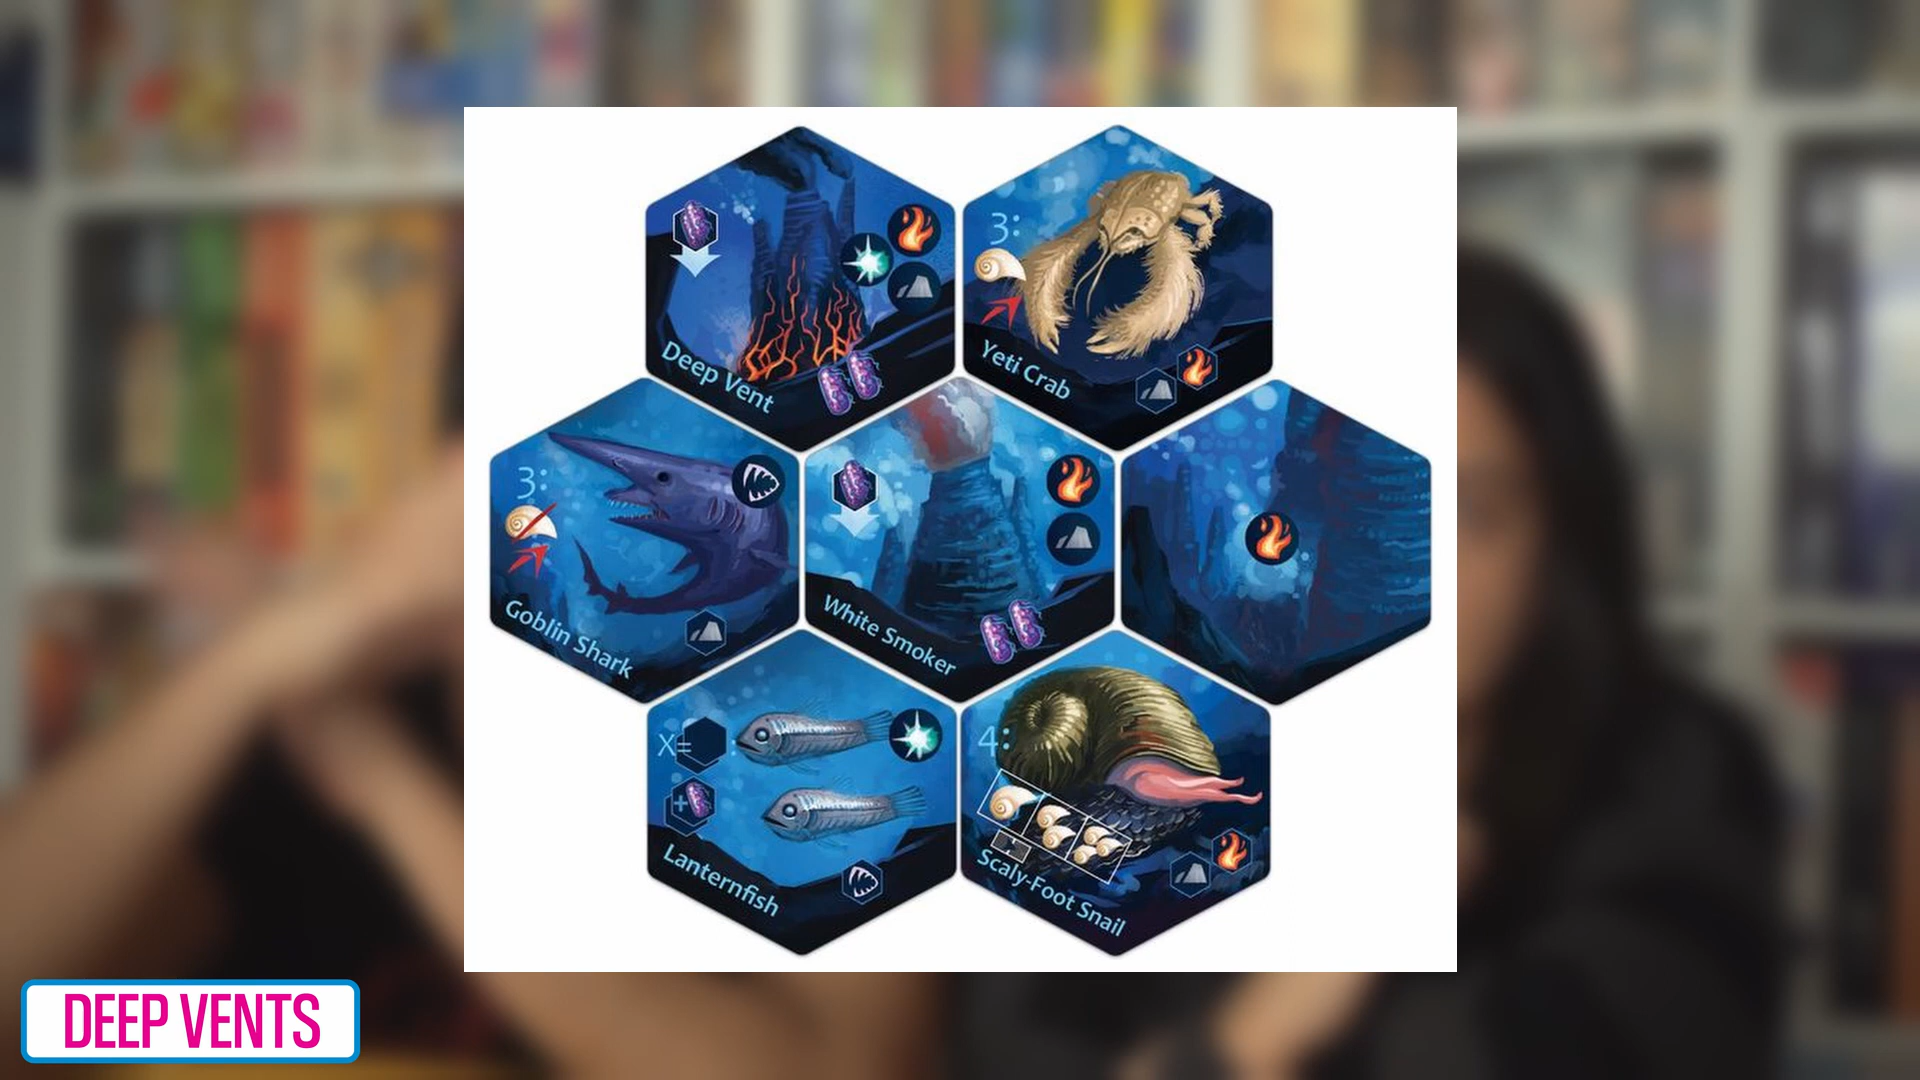 Deep Vent
3:
Yeti Crab
3:
Goblin Shark
White Smoker
X= :
+
Lanternfish
4:
Scaly-Foot Snail
DEEP VENTS